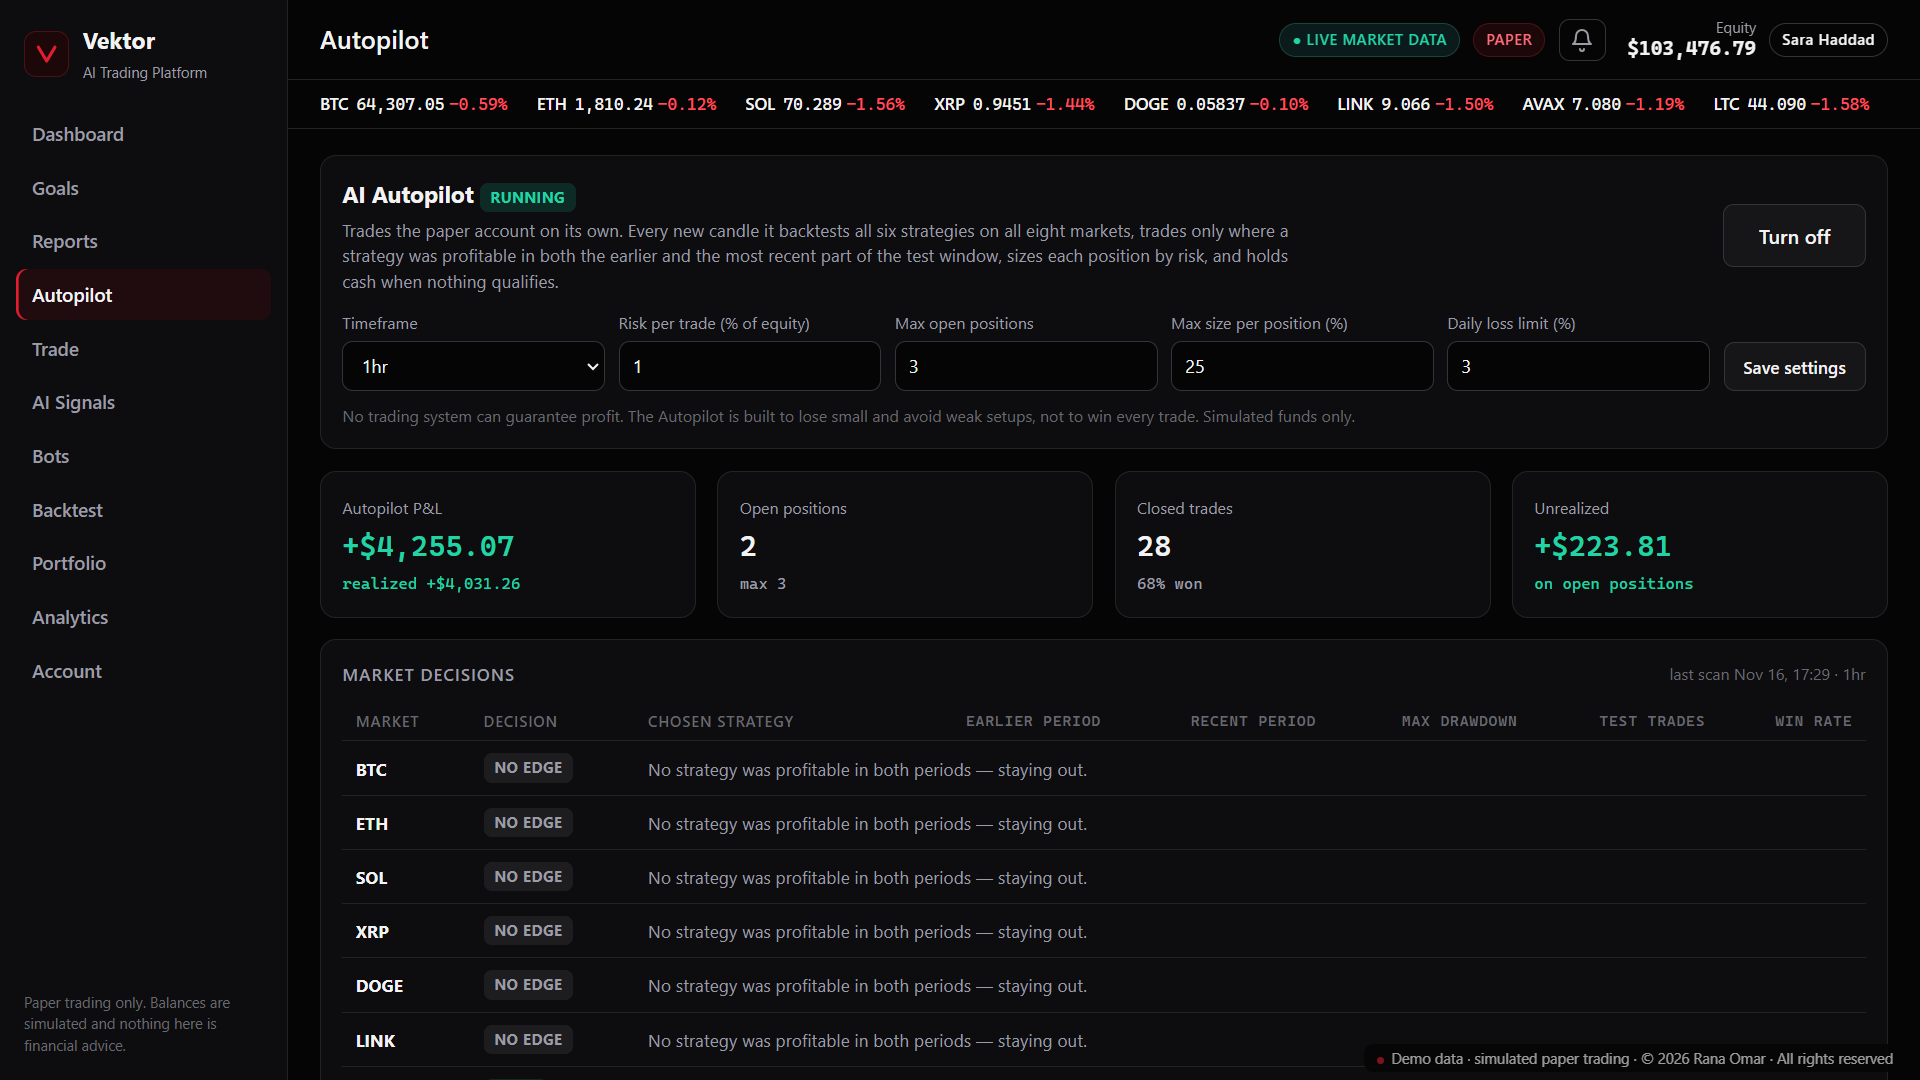 Vektor
AI Trading Platform
Dashboard
Goals
Reports
Autopilot
Trade
AI Signals
Bots
Backtest
Portfolio
Analytics
Account
Paper trading only. Balances are
simulated and nothing here is
financial advice.
Autopilot
• LIVE MARKET DATA
PAPER
Equity
$103,476.79
Sara Haddad
BTC 64,307.05 −0.59% ETH 1,810.24 −0.12% SOL 70.289 −1.56% XRP 0.9451 −1.44% DOGE 0.05837 −0.10% LINK 9.066 −1.50% AVAX 7.080 −1.19% LTC 44.090 −1.58%
AI Autopilot RUNNING
Trades the paper account on its own. Every new candle it backtests all six strategies on all eight markets, trades only where a
strategy was profitable in both the earlier and the most recent part of the test window, sizes each position by risk, and holds
cash when nothing qualifies.
Turn off
Timeframe Risk per trade (% of equity) Max open positions Max size per position (%) Daily loss limit (%)
1hr 1 3 25 3 Save settings
No trading system can guarantee profit. The Autopilot is built to lose small and avoid weak setups, not to win every trade. Simulated funds only.
Autopilot P&L
+$4,255.07
realized +$4,031.26
Open positions
2
max 3
Closed trades
28
68% won
Unrealized
+$223.81
on open positions
MARKET DECISIONS last scan Nov 16, 17:29 · 1hr
MARKET DECISION CHOSEN STRATEGY EARLIER PERIOD RECENT PERIOD MAX DRAWDOWN TEST TRADES WIN RATE
BTC NO EDGE No strategy was profitable in both periods — staying out.
ETH NO EDGE No strategy was profitable in both periods — staying out.
SOL NO EDGE No strategy was profitable in both periods — staying out.
XRP NO EDGE No strategy was profitable in both periods — staying out.
DOGE NO EDGE No strategy was profitable in both periods — staying out.
LINK NO EDGE No strategy was profitable in both periods — staying out.
Demo data · simulated paper trading · © 2026 Rana Omar · All rights reserved